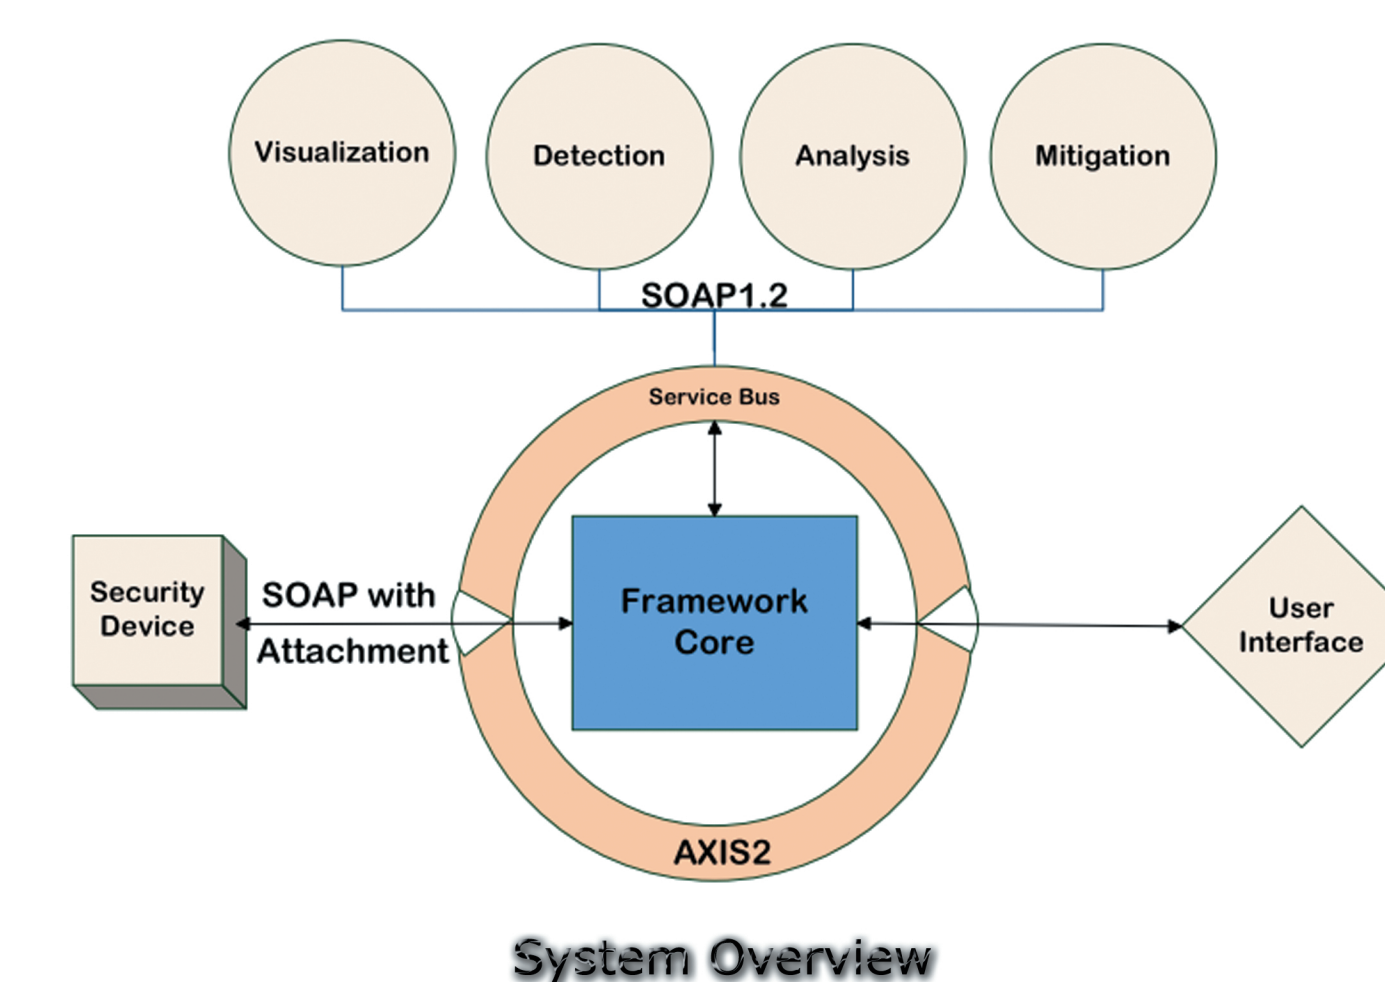 Visualization
Detection
Analysis
Mitigation
SOAP1.2
Service Bus
Security
Device
SOAP with
Attachment
Framework
Core
User
Interface
AXIS2
System Overview